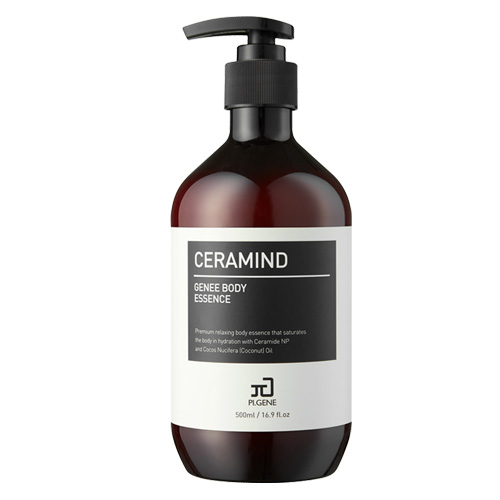 CERAMIND
GENEE BODY
ESSENCE
Premium relaxing body essence that saturates
the body in hydration with Ceramide NP
and Cocos Nucifera (Coconut) Oil.
PI.GENE
500ml / 16.9 fl.oz